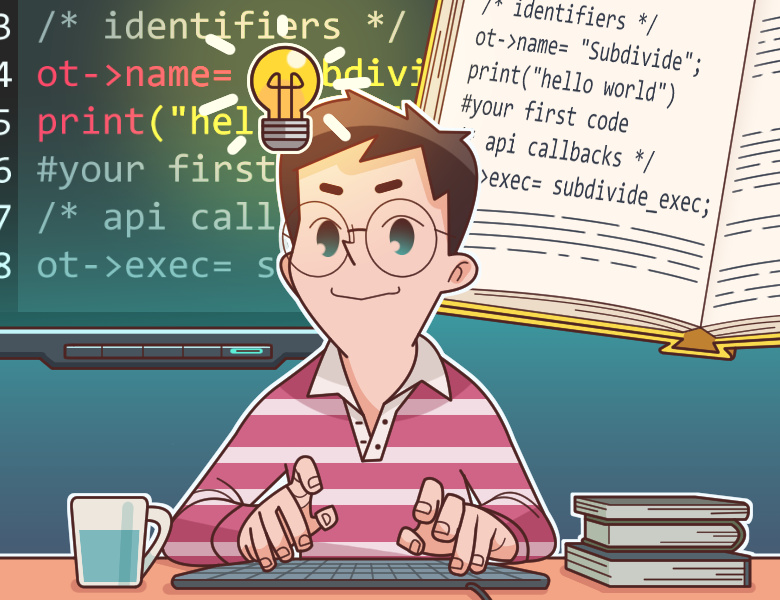 3 /* identifiers */
4 ot->name= bdivi
5 print("hel
6 #your first
7 /* api call
8 ot->exec= s
/* identifiers */
ot->name= "Subdivide";
print("hello world")
#your first code
api callbacks */
>exec= subdivide_exec;